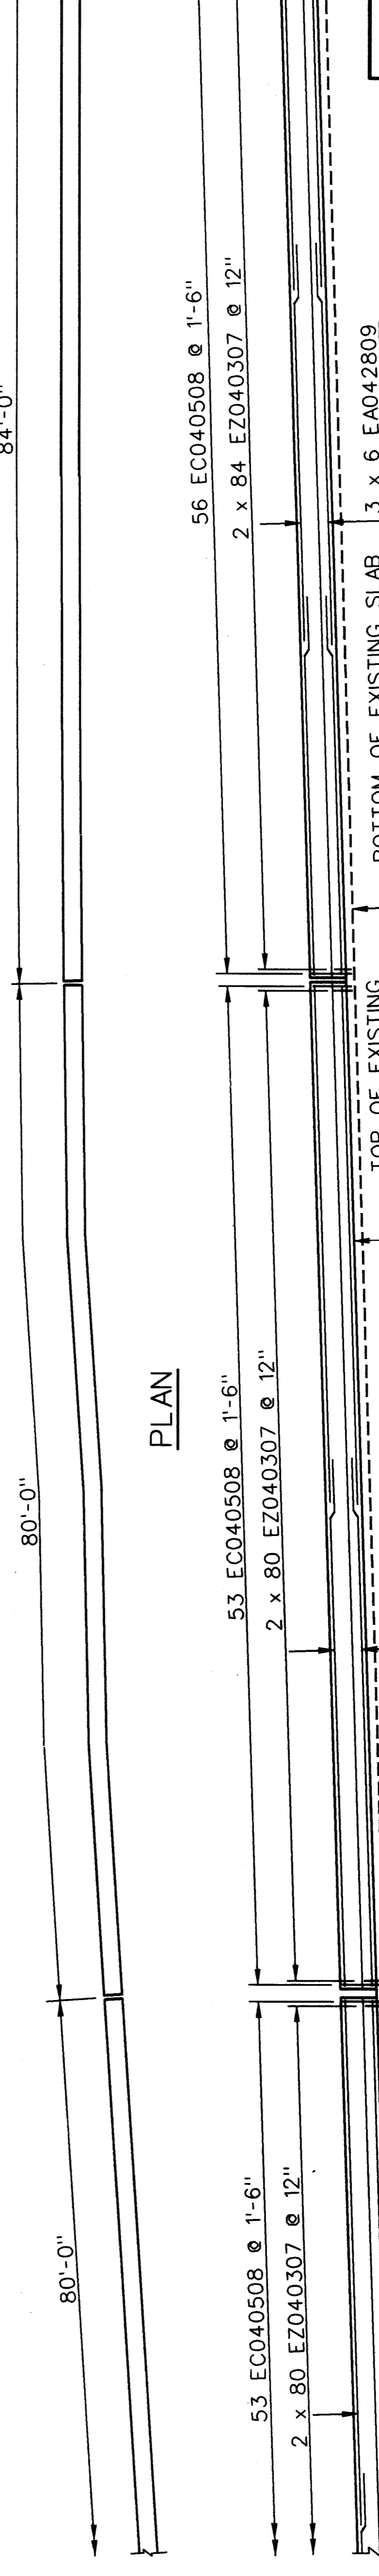 84'-0"
56 EC040508 @ 1'-6"
2 x 84 EZ040307 @ 12"
3 x 6 EA042809
BOTTOM OF EXISTING SLAB
TOP OF EXISTING
80'-0"
PLAN
53 EC040508 @ 1'-6"
2 x 80 EZ040307 @ 12"
80'-0"
53 EC040508 @ 1'-6"
2 x 80 EZ040307 @ 12"